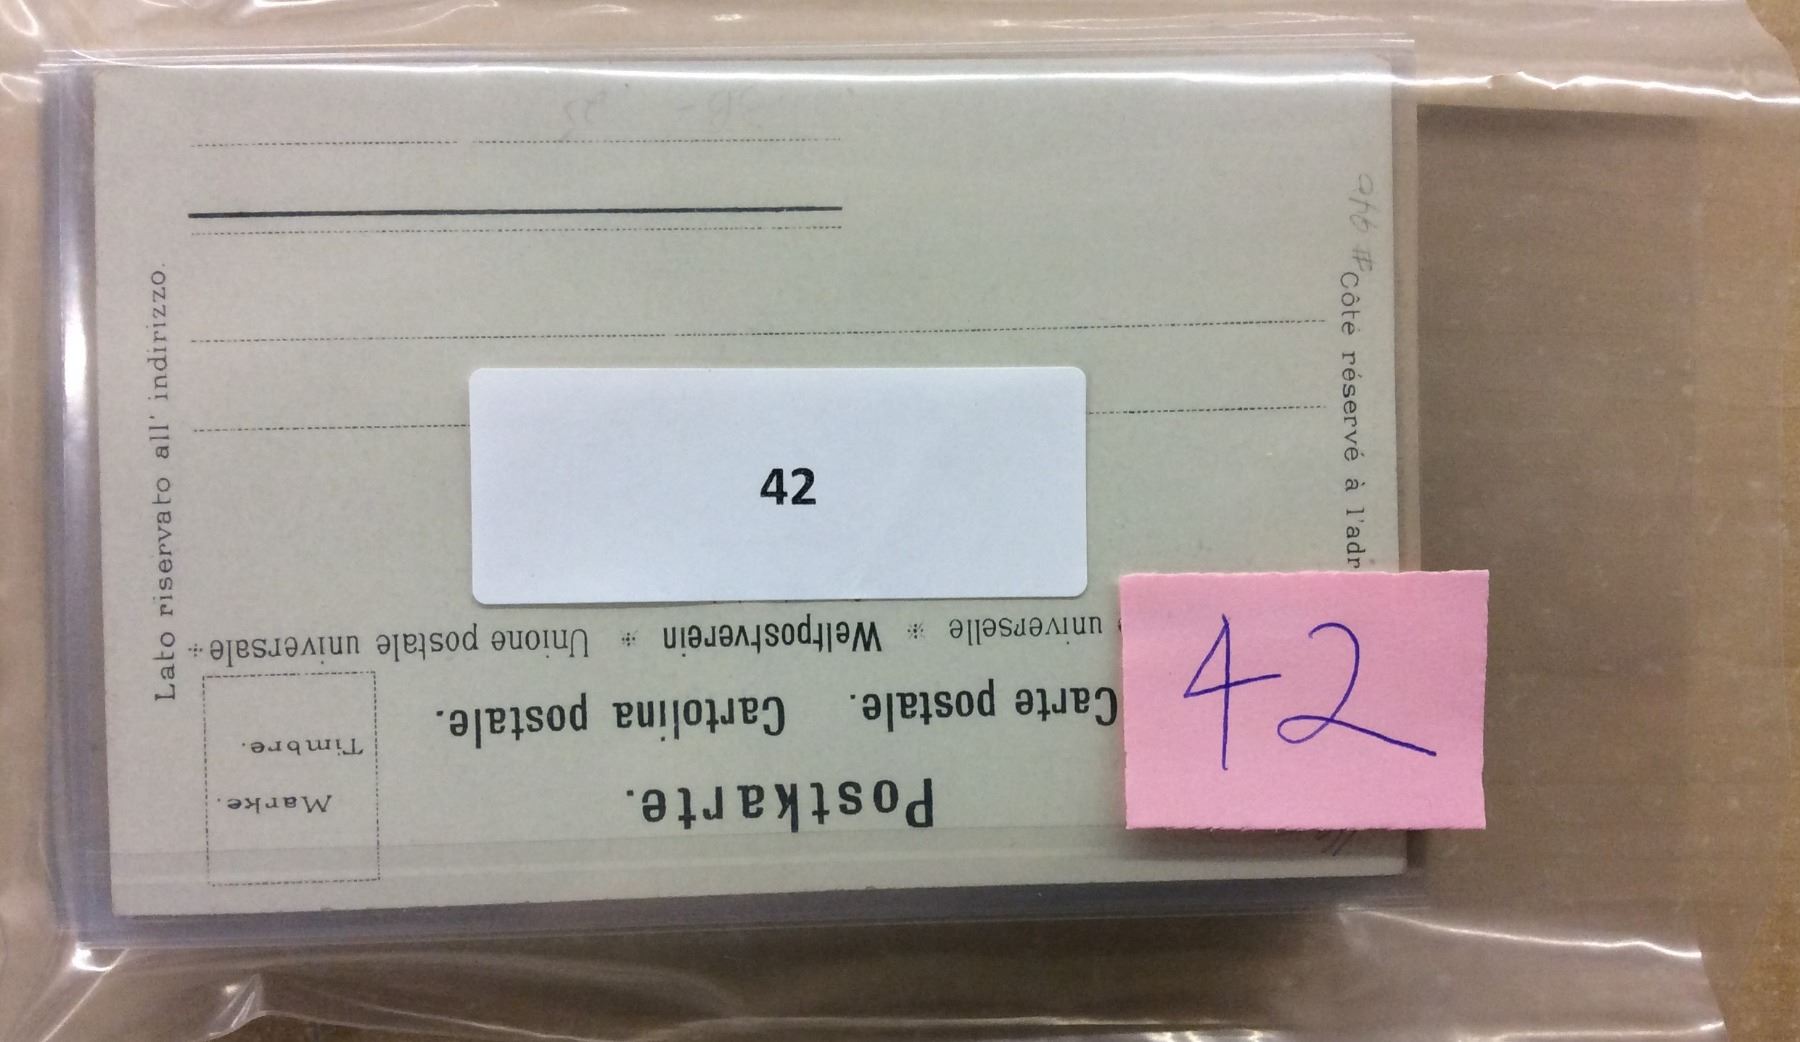 Postkarte.
Carte postale. Cartolina postale.
universelle * Weltpostverein * Unione postale universale
Marke.
Timbre.
Côté réservé à l'adr
Lato riservato all' indirizzo.
42
42